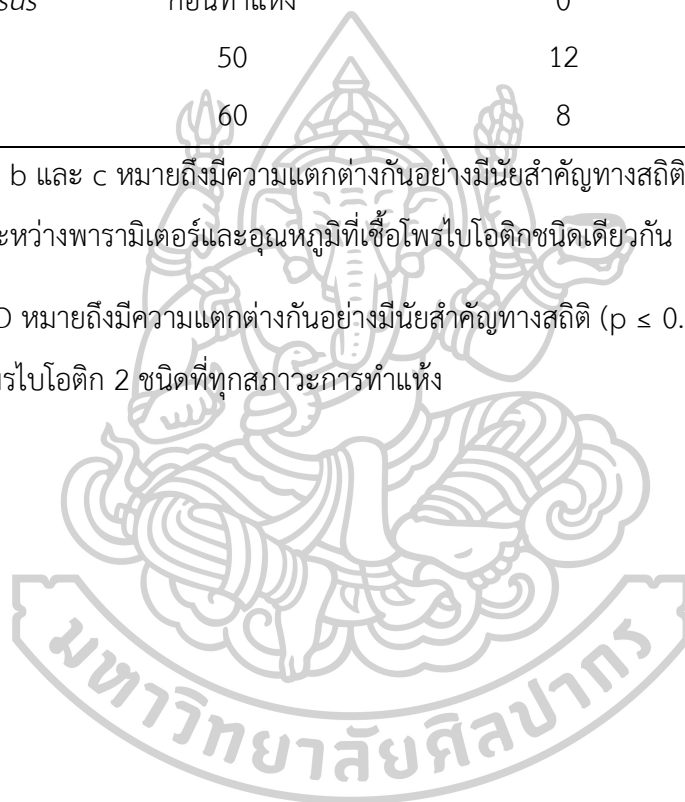 sus ก่อนทำแห้ง 0
50 12
60 8
b และ c หมายถึงมีความแตกต่างกันอย่างมีนัยสำคัญทางสถิติ
ะหว่างพารามิเตอร์และอุณหภูมิที่เชื้อโพรไบโอติกชนิดเดียวกัน
D หมายถึงมีความแตกต่างกันอย่างมีนัยสำคัญทางสถิติ (p ≤ 0.
พรไบโอติก 2 ชนิดที่ทุกสภาวะการทำแห้ง
มหาวิทยาลัยศิลปากร